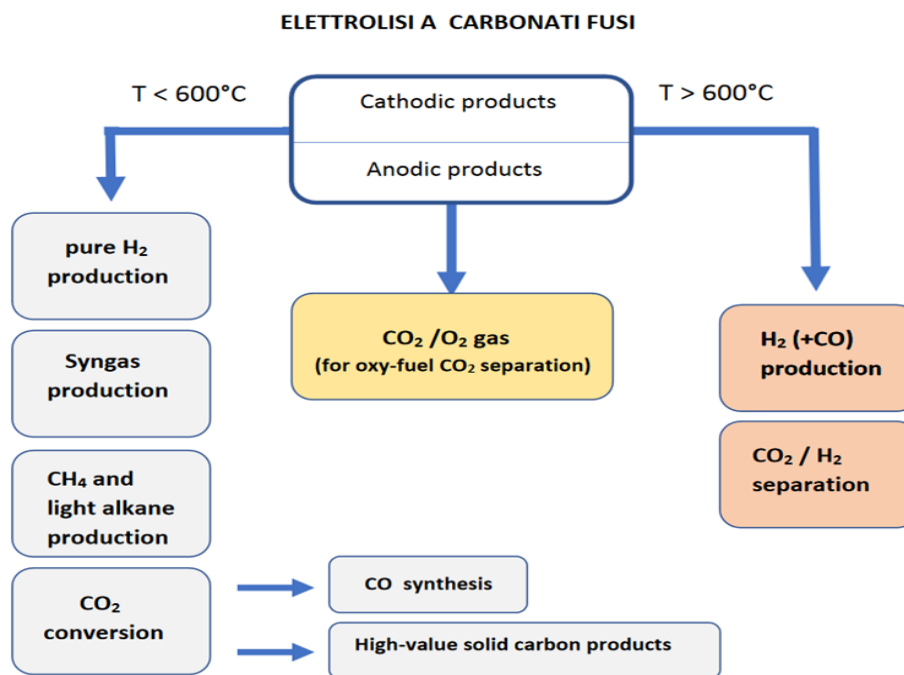 ELETTROLISI A CARBONATI FUSI
T < 600°C
Cathodic products
T > 600°C
Anodic products
pure H₂
production
Syngas
production
CH₄ and
light alkane
production
CO₂
conversion
CO synthesis
High-value solid carbon products
CO₂ /O₂ gas
(for oxy-fuel CO₂ separation)
H₂ (+CO)
production
CO₂ / H₂
separation